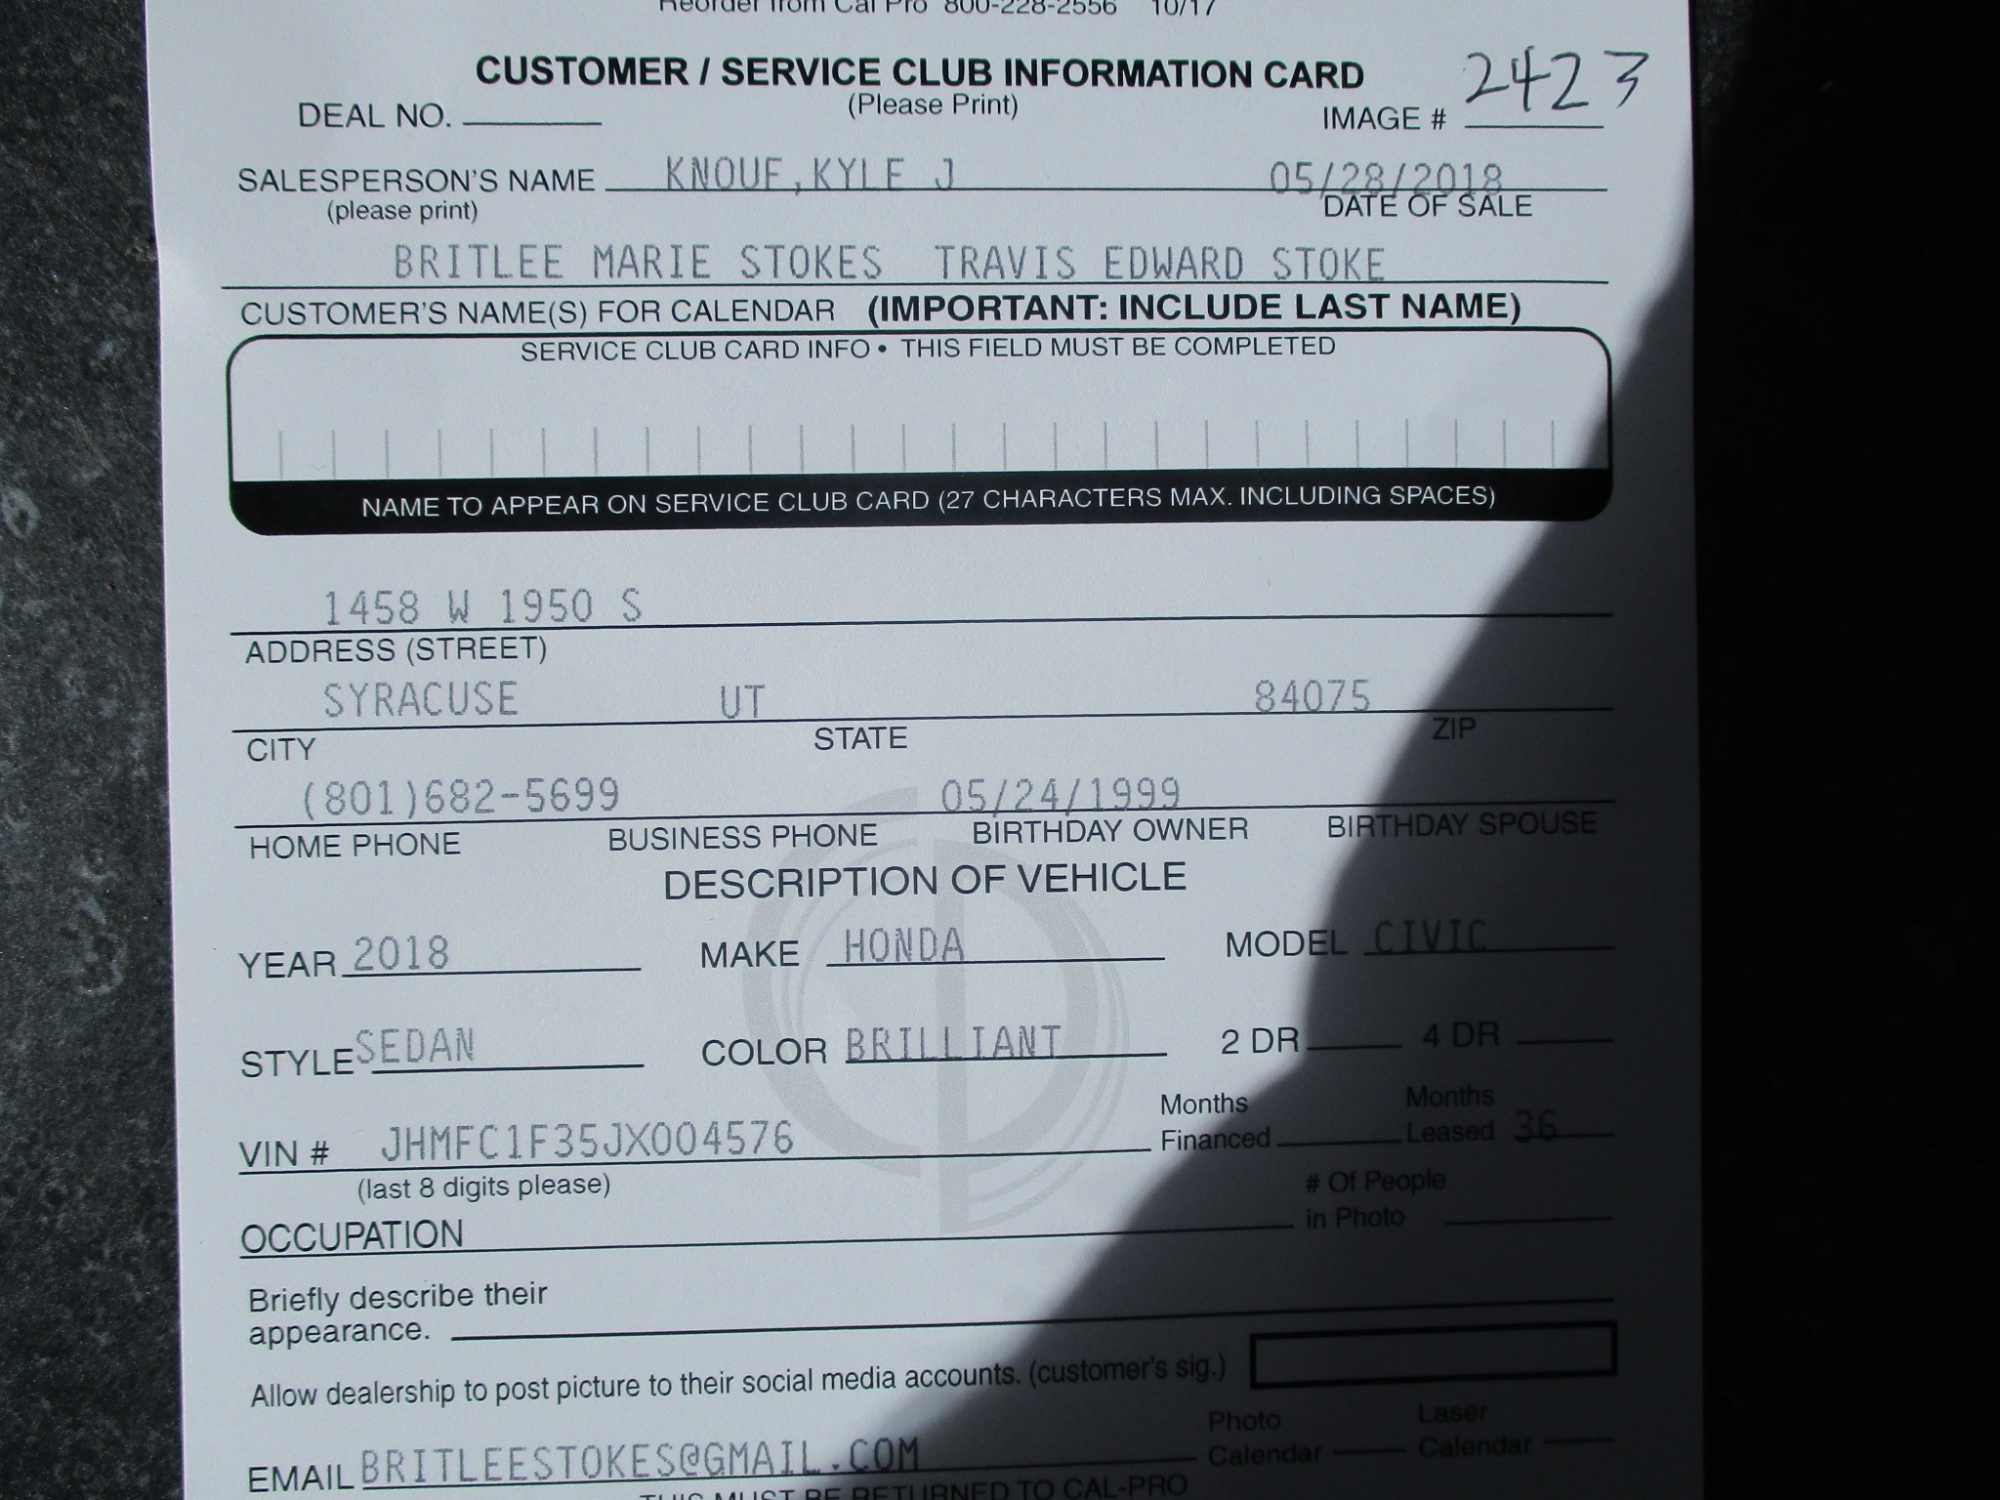 Reorder from Cal Pro 800-228-2556 10/17
CUSTOMER / SERVICE CLUB INFORMATION CARD 2423
DEAL NO. (Please Print) IMAGE #
SALESPERSON'S NAME KNOUF,KYLE J 05/28/2018
(please print) DATE OF SALE
BRITLEE MARIE STOKES TRAVIS EDWARD STOKE
CUSTOMER'S NAME(S) FOR CALENDAR (IMPORTANT: INCLUDE LAST NAME)
SERVICE CLUB CARD INFO • THIS FIELD MUST BE COMPLETED
NAME TO APPEAR ON SERVICE CLUB CARD (27 CHARACTERS MAX. INCLUDING SPACES)
1458 W 1950 S
ADDRESS (STREET)
SYRACUSE UT 84075
CITY STATE ZIP
(801)682-5699 05/24/1999
HOME PHONE BUSINESS PHONE BIRTHDAY OWNER BIRTHDAY SPOUSE
DESCRIPTION OF VEHICLE
YEAR 2018 MAKE HONDA MODEL CIVIC
STYLE SEDAN COLOR BRILLIANT 2 DR 4 DR
Months Months
VIN # JHMFC1F35JX004576 Financed Leased 36
(last 8 digits please) # Of People
OCCUPATION in Photo
Briefly describe their
appearance.
Allow dealership to post picture to their social media accounts. (customer's sig.)
Photo Laser
EMAIL BRITLEESTOKES@GMAIL.COM Calendar Calendar
THIS MUST BE RETURNED TO CAL-PRO